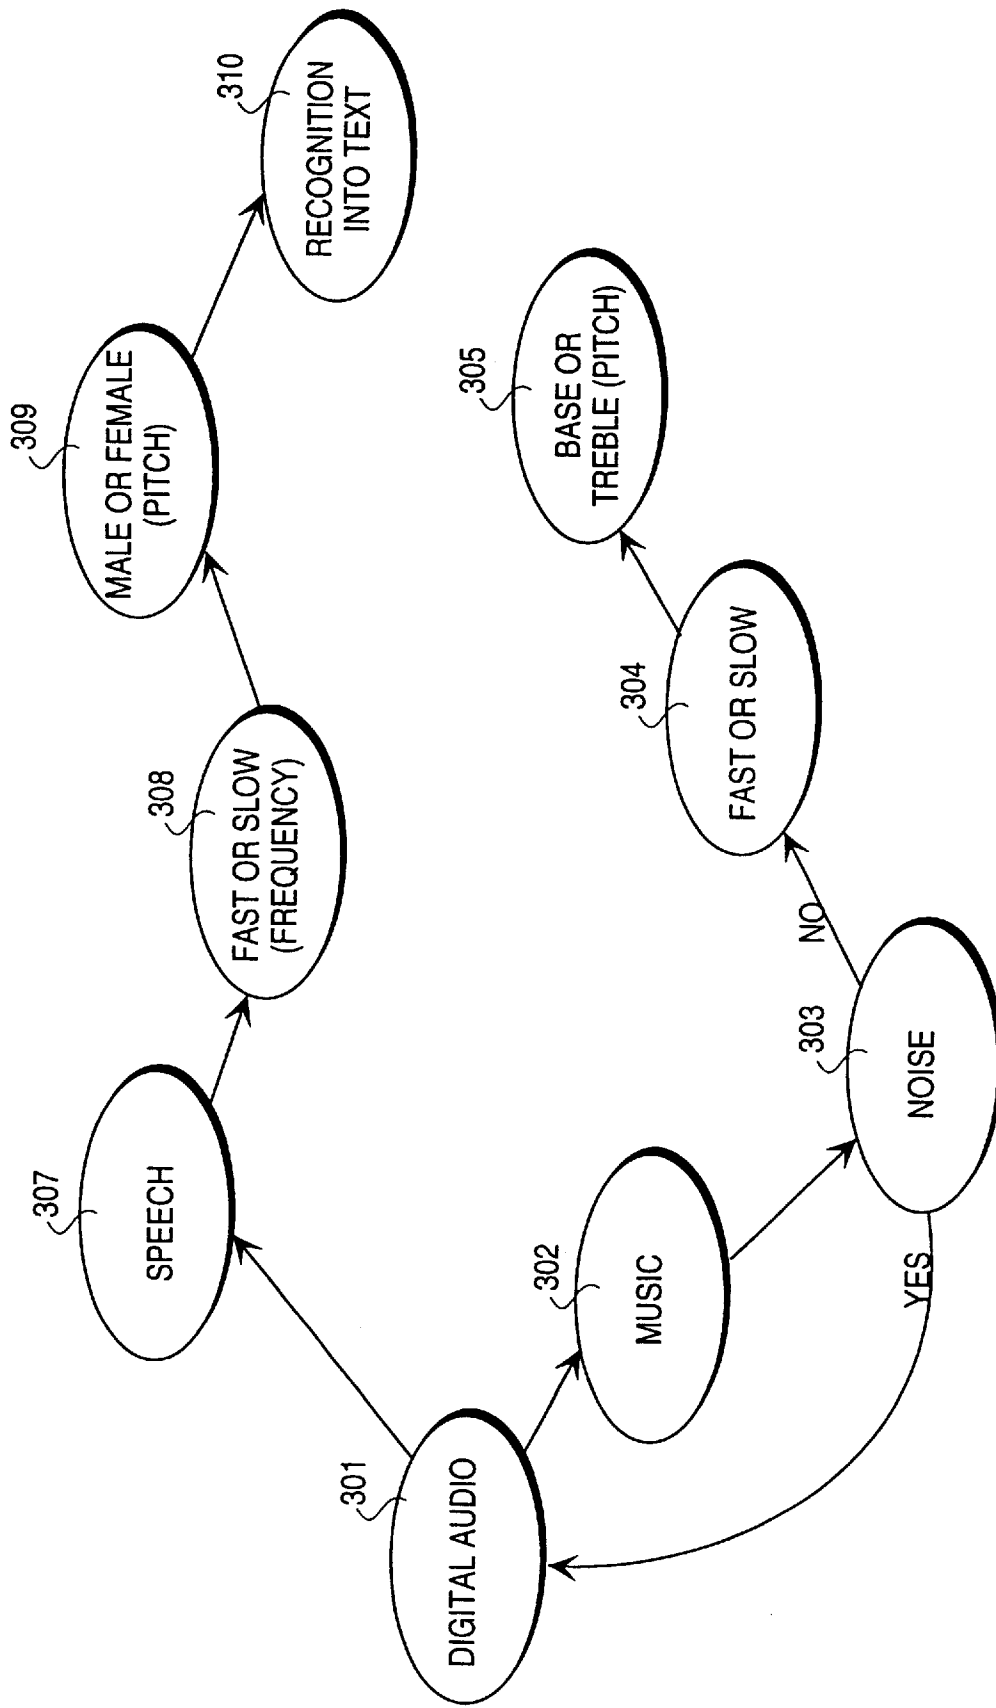 301
DIGITAL AUDIO
307
SPEECH
308
FAST OR SLOW
(FREQUENCY)
309
MALE OR FEMALE
(PITCH)
310
RECOGNITION
INTO TEXT
302
MUSIC
303
NOISE
YES
NO
304
FAST OR SLOW
305
BASE OR
TREBLE (PITCH)